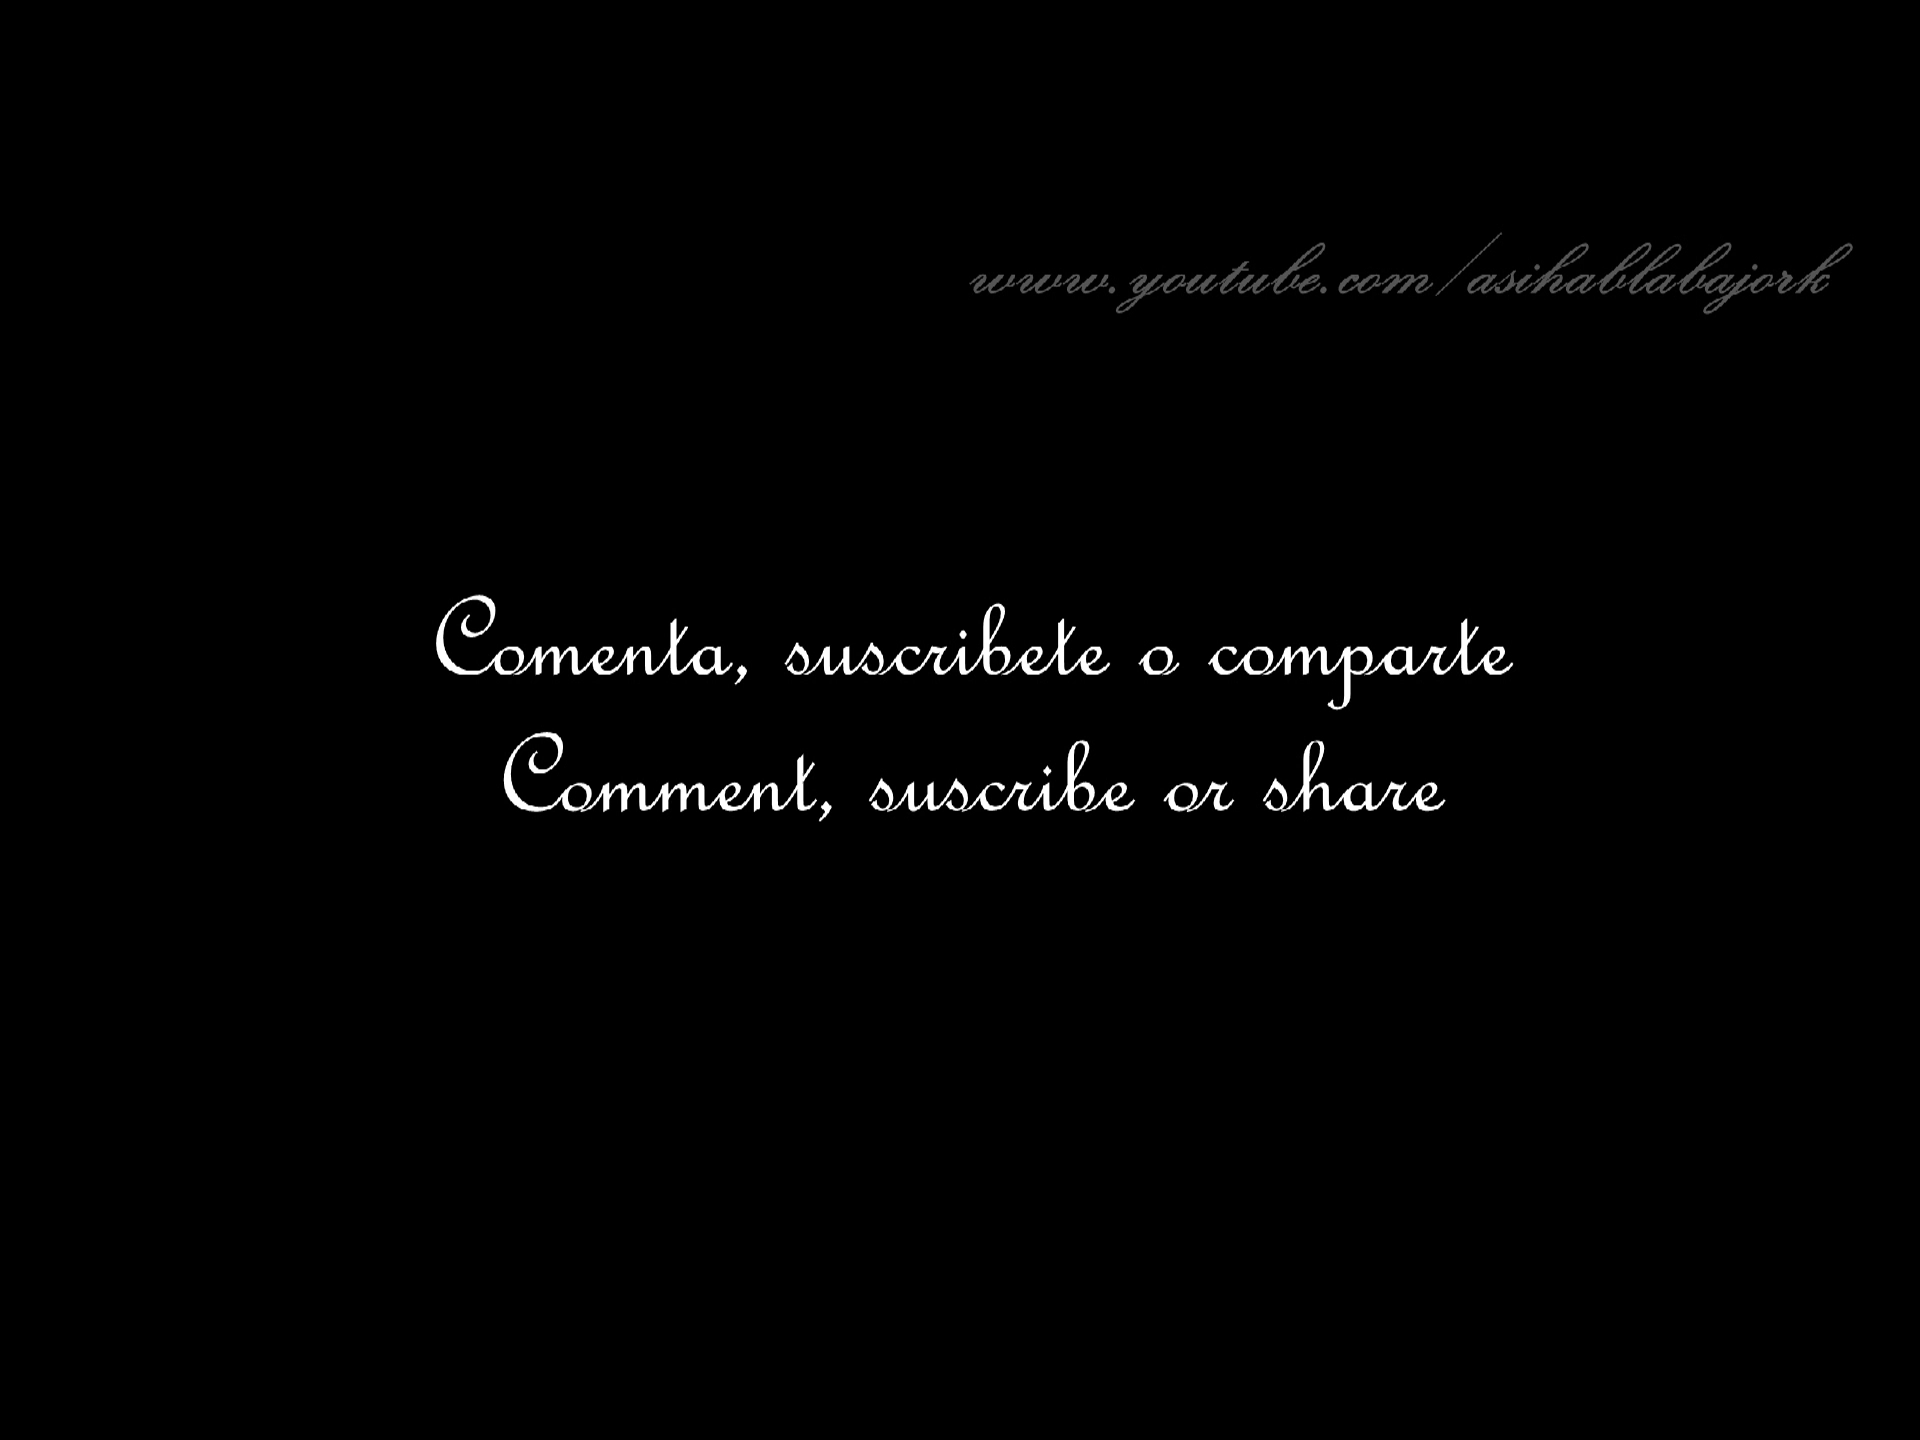 www.youtube.com/asihablabajork
Comenta, suscribete o comparte
Comment, suscribe or share